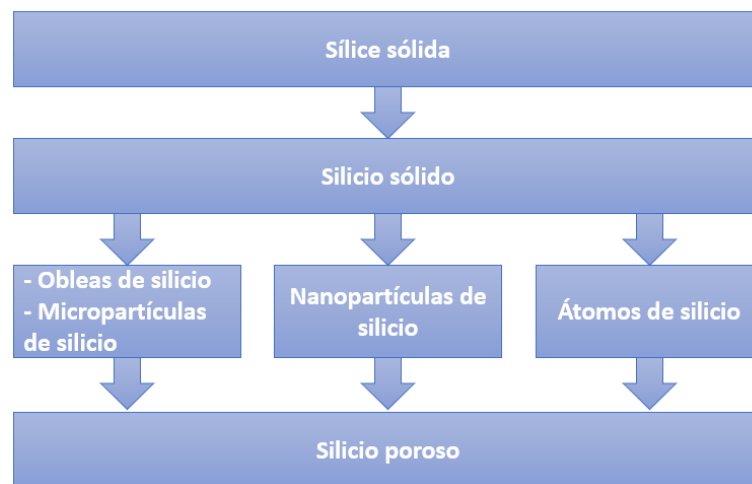 Sílice sólida
Silicio sólido
- Obleas de silicio
- Micropartículas
de silicio
Nanopartículas de
silicio
Átomos de silicio
Silicio poroso